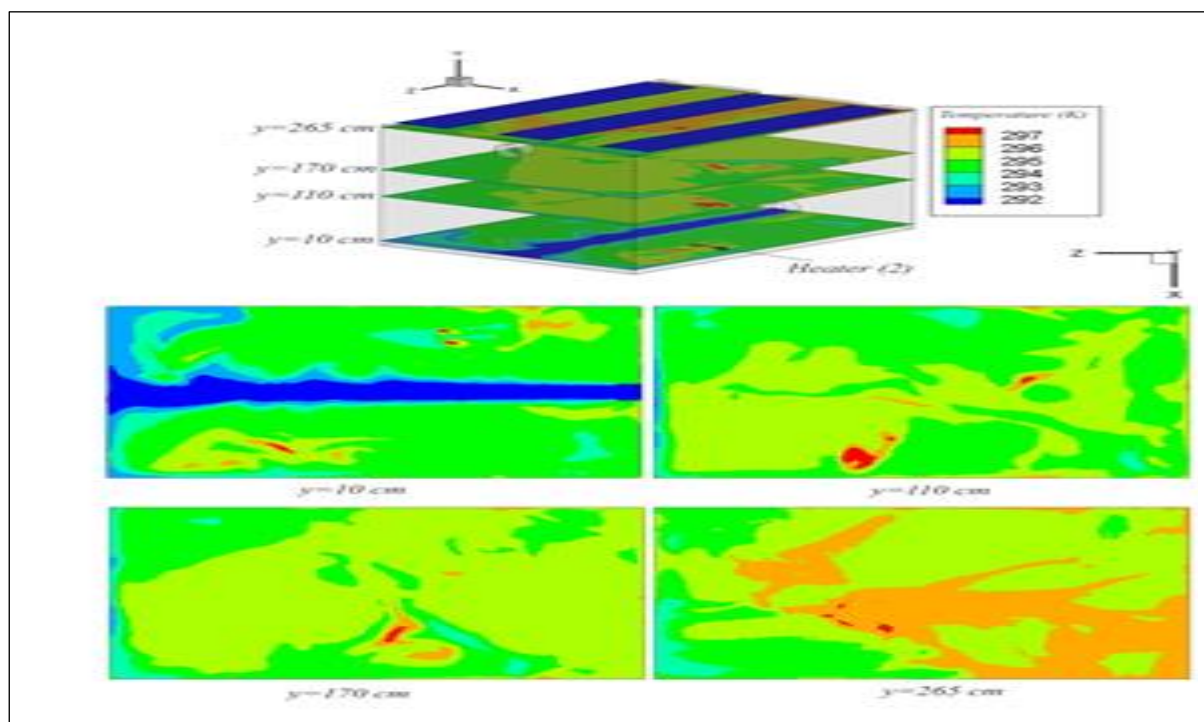 Y
Z X
y=265 cm
y=170 cm
y=110 cm
y=10 cm
Temperature (K)
297
296
295
294
293
292
Heater (2)
Z
X
y=10 cm
y=110 cm
y=170 cm
y=265 cm